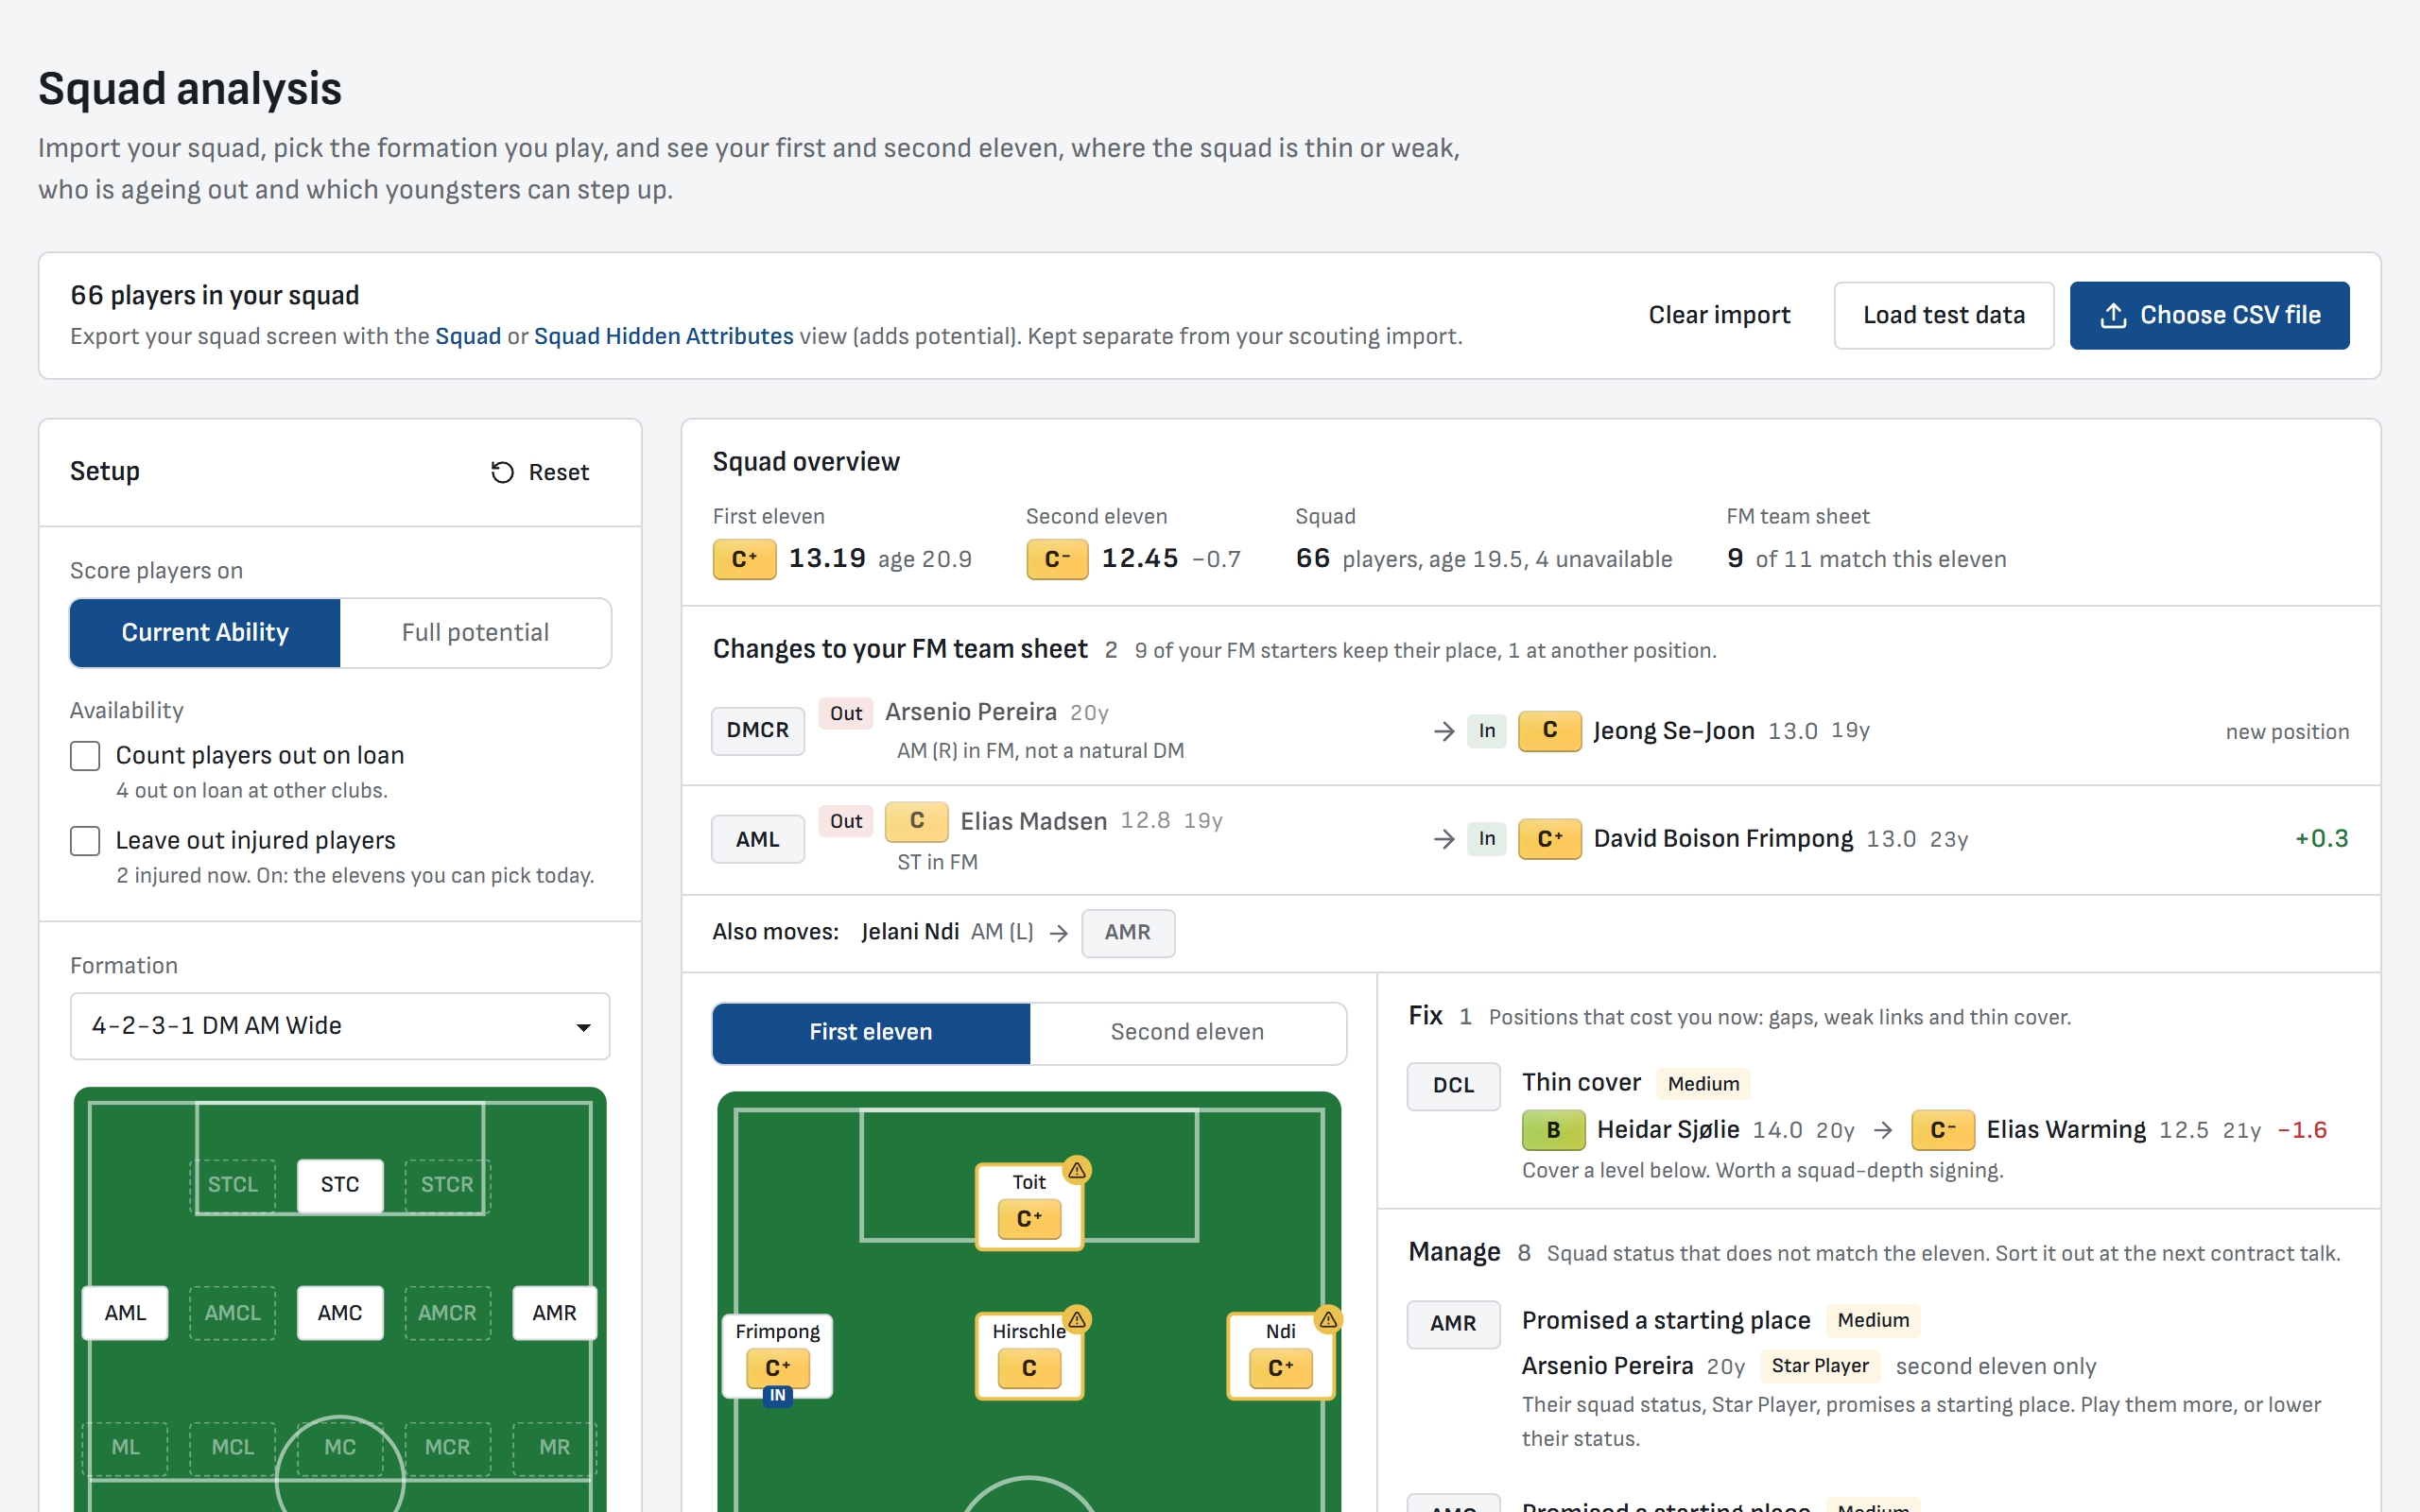 Squad analysis
Import your squad, pick the formation you play, and see your first and second eleven, where the squad is thin or weak,
who is ageing out and which youngsters can step up.
66 players in your squad
Export your squad screen with the Squad or Squad Hidden Attributes view (adds potential). Kept separate from your scouting import.
Clear import
Load test data
Choose CSV file
Setup
Reset
Score players on
Current Ability
Full potential
Availability
Count players out on loan
4 out on loan at other clubs.
Leave out injured players
2 injured now. On: the elevens you can pick today.
Formation
4-2-3-1 DM AM Wide
STCL STC STCR
AML AMCL AMC AMCR AMR
ML MCL MC MCR MR
Squad overview
First eleven
C+ 13.19 age 20.9
Second eleven
C- 12.45 −0.7
Squad
66 players, age 19.5, 4 unavailable
FM team sheet
9 of 11 match this eleven
Changes to your FM team sheet 2 9 of your FM starters keep their place, 1 at another position.
DMCR Out Arsenio Pereira 20y
AM (R) in FM, not a natural DM
→ In C Jeong Se-Joon 13.0 19y new position
AML Out C Elias Madsen 12.8 19y
ST in FM
→ In C+ David Boison Frimpong 13.0 23y +0.3
Also moves: Jelani Ndi AM (L) → AMR
First eleven
Second eleven
Toit
C+
Frimpong
C+
IN
Hirschle
C
Ndi
C+
Fix 1 Positions that cost you now: gaps, weak links and thin cover.
DCL Thin cover Medium
B Heidar Sjølie 14.0 20y → C- Elias Warming 12.5 21y −1.6
Cover a level below. Worth a squad-depth signing.
Manage 8 Squad status that does not match the eleven. Sort it out at the next contract talk.
AMR Promised a starting place Medium
Arsenio Pereira 20y Star Player second eleven only
Their squad status, Star Player, promises a starting place. Play them more, or lower
their status.
AMC Promised a starting place Medium